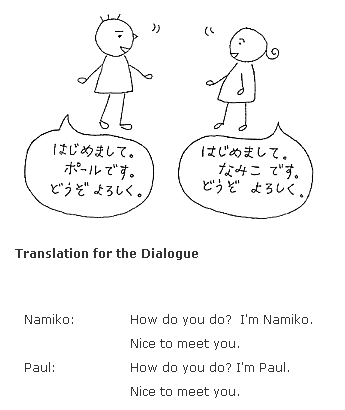 はじめまして。
ポールです。
どうぞよろしく。
はじめまして。
なみこです。
どうぞ よろしく。
Translation for the Dialogue
Namiko: How do you do? I'm Namiko.
Nice to meet you.
Paul: How do you do? I'm Paul.
Nice to meet you.